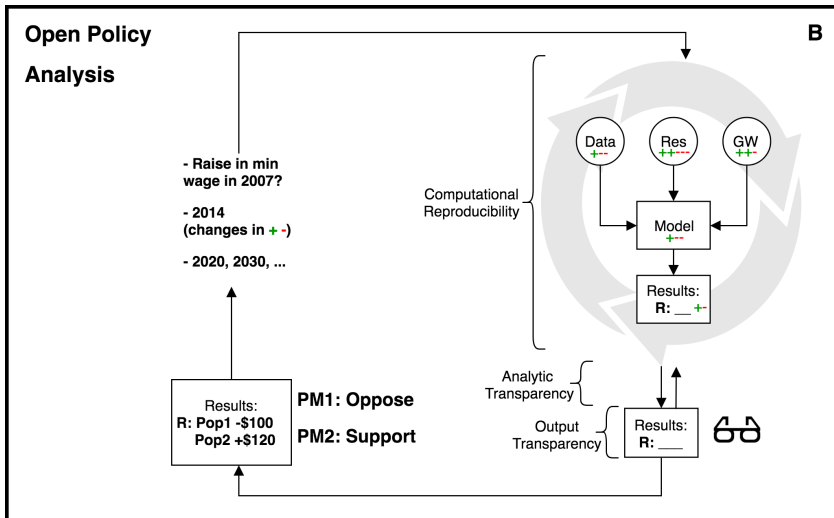 Open Policy
Analysis
B
- Raise in min
wage in 2007?
- 2014
(changes in + -)
- 2020, 2030, ...
Computational
Reproducibility
Data
+--
Res
++---
GW
++-
Model
+--
Results:
R: __ +-
Analytic
Transparency
Output
Transparency
Results:
R: ___
Results:
R: Pop1 -$100
Pop2 +$120
PM1: Oppose
PM2: Support